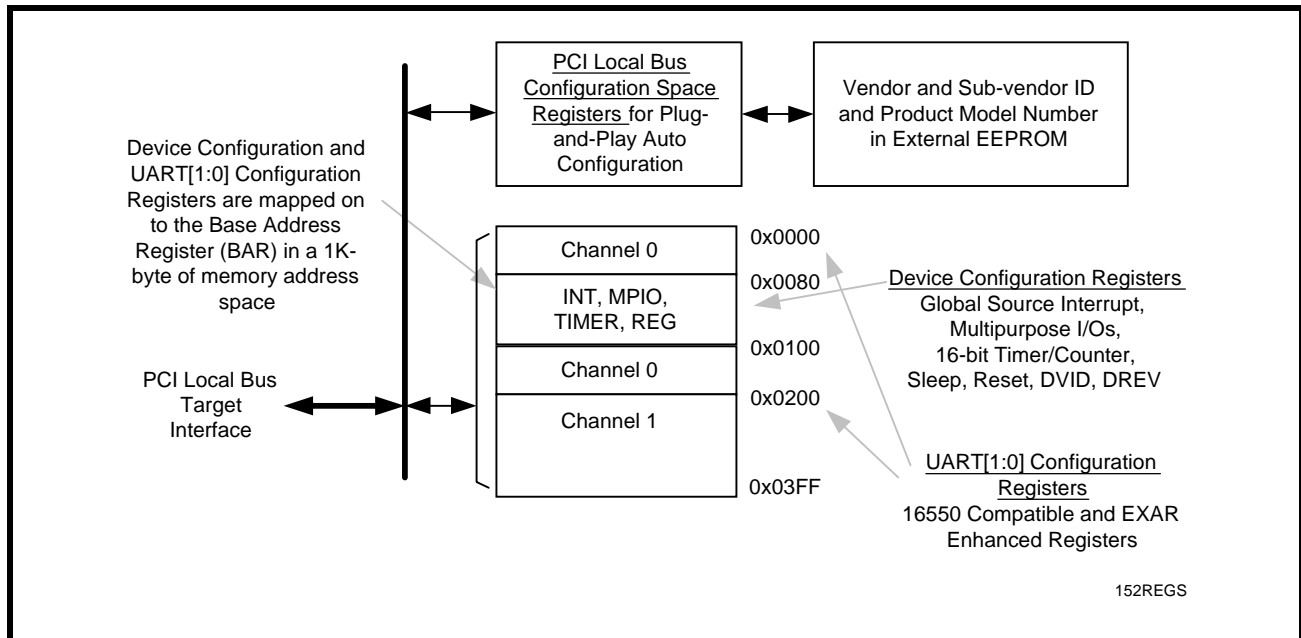 PCI Local Bus
Configuration Space
Registers for Plug-
and-Play Auto
Configuration
Vendor and Sub-vendor ID
and Product Model Number
in External EEPROM
Device Configuration and
UART[1:0] Configuration
Registers are mapped on
to the Base Address
Register (BAR) in a 1K-
byte of memory address
space
PCI Local Bus
Target
Interface
Channel 0
INT, MPIO,
TIMER, REG
Channel 0
Channel 1
0x0000
0x0080
0x0100
0x0200
0x03FF
Device Configuration Registers
Global Source Interrupt,
Multipurpose I/Os,
16-bit Timer/Counter,
Sleep, Reset, DVID, DREV
UART[1:0] Configuration
Registers
16550 Compatible and EXAR
Enhanced Registers
152REGS